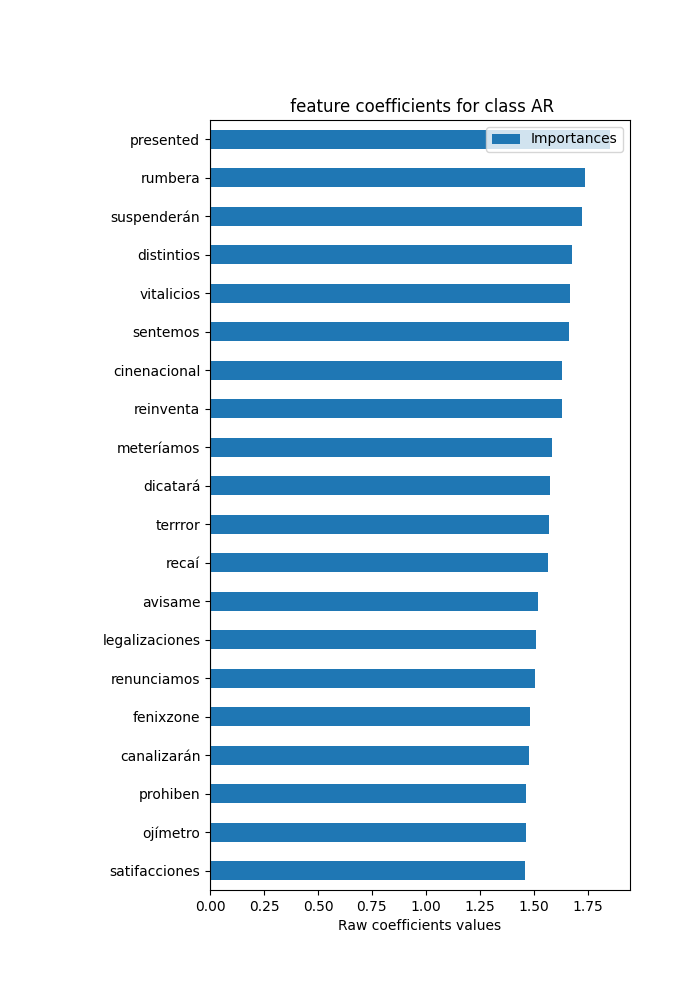 feature coefficients for class AR
Importances
presented
rumbera
suspenderán
distintios
vitalicios
sentemos
cinenacional
reinventa
meteríamos
dicatará
terrror
recaí
avisame
legalizaciones
renunciamos
fenixzone
canalizarán
prohiben
ojímetro
satifacciones
0.00 0.25 0.50 0.75 1.00 1.25 1.50 1.75
Raw coefficients values